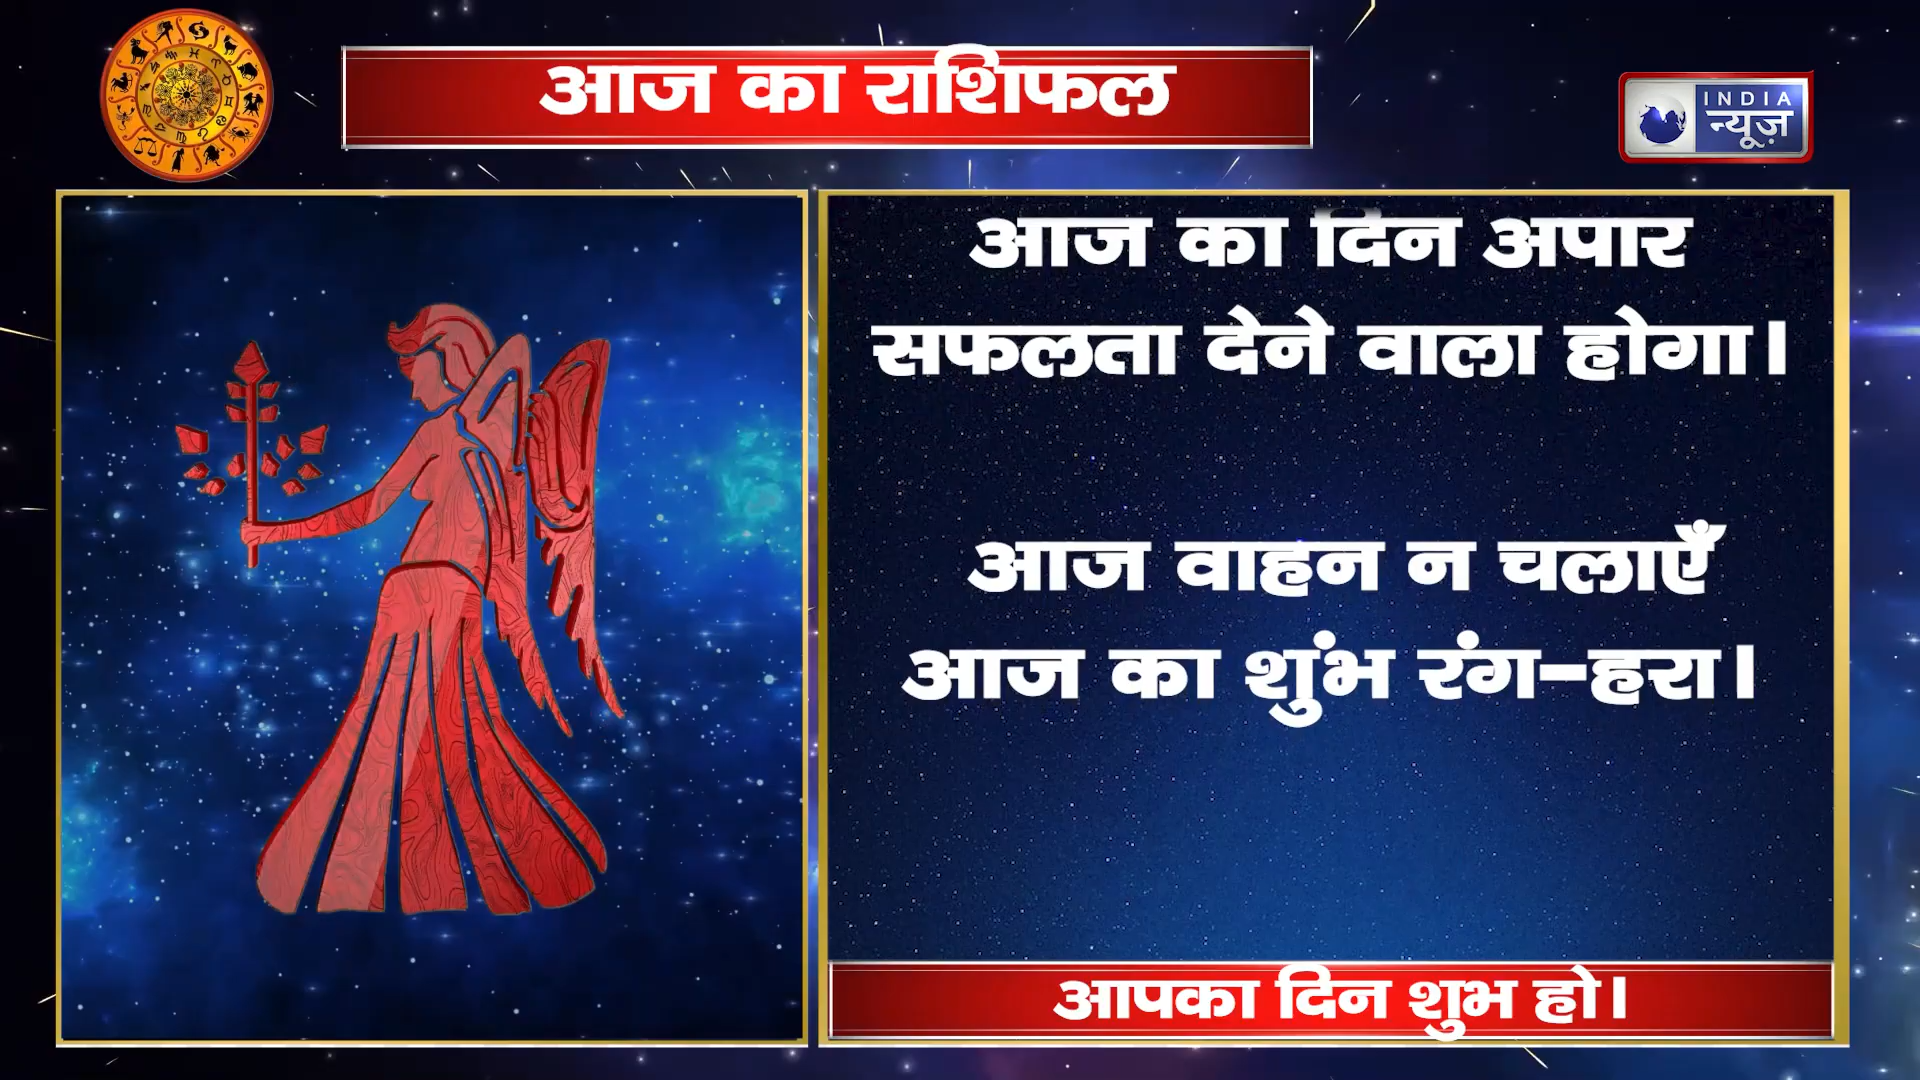 आज का राशिफल
INDIA
न्यूज़
आज का दिन अपार
सफलता देने वाला होगा।
आज वाहन न चलाएँ
आज का शुंभ रंग-हरा।
आपका दिन शुभ हो।